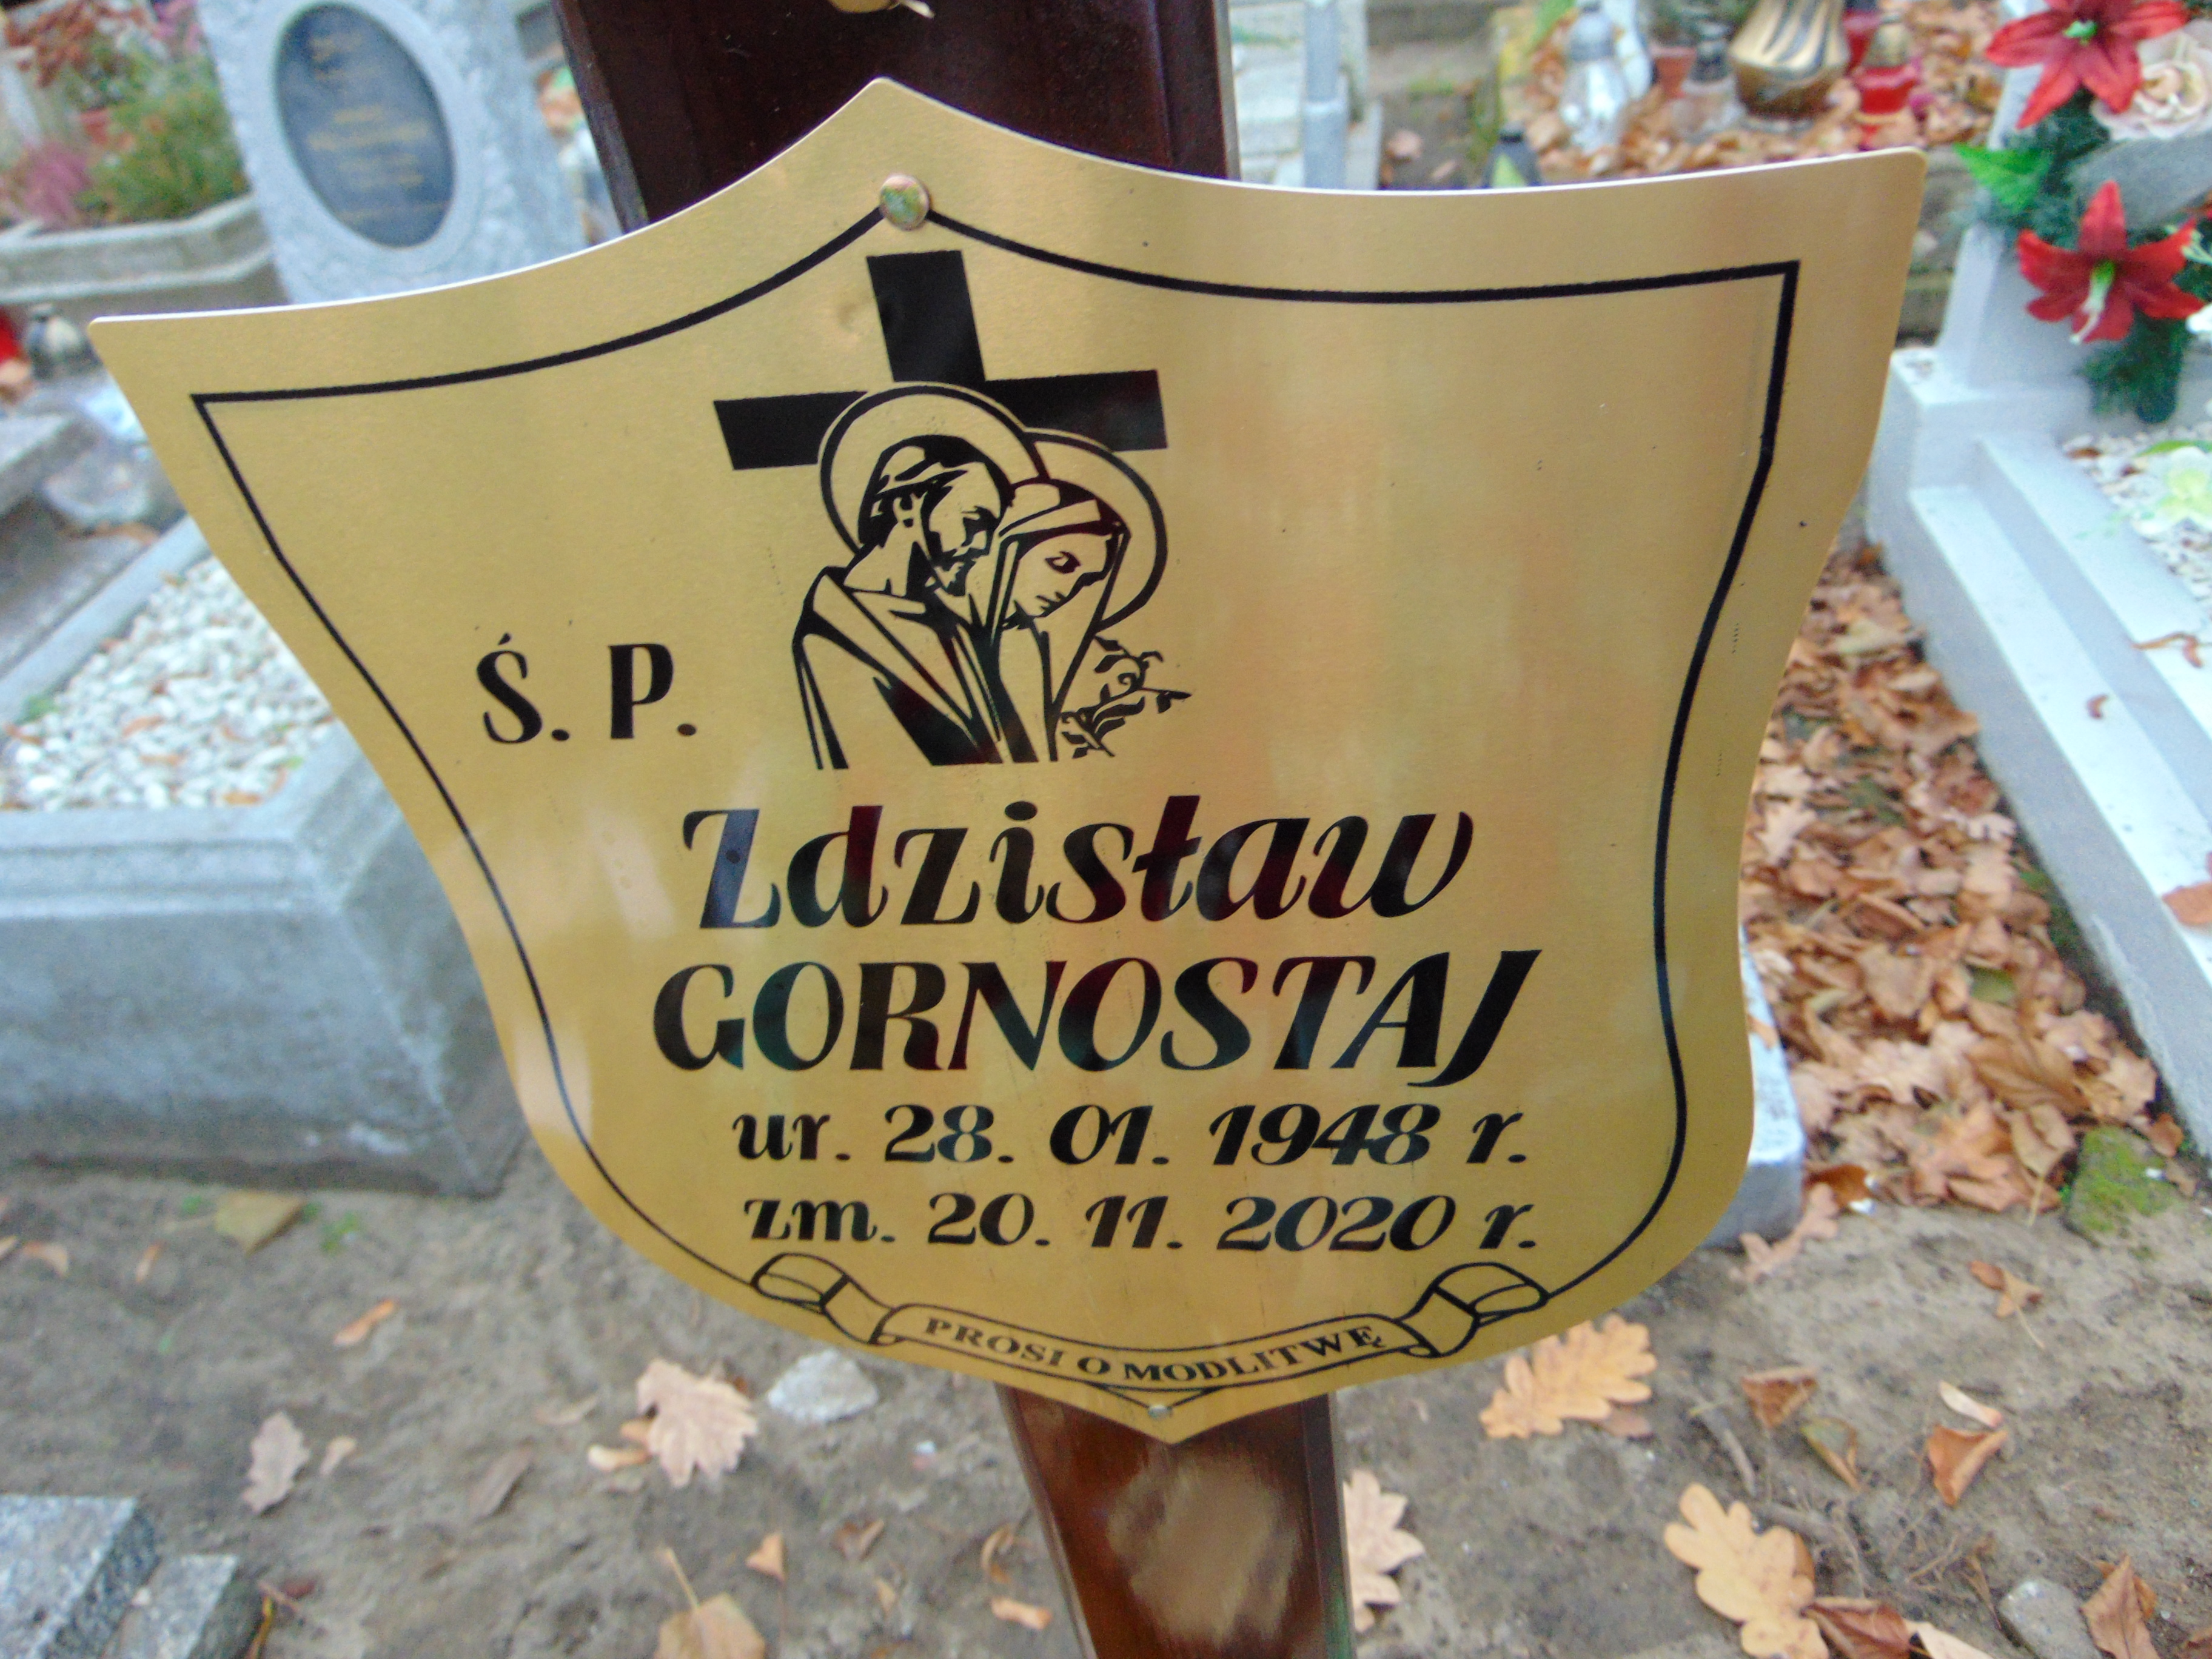 Ś. P.
Zdzisław
GORNOSTAJ
ur. 28. 01. 1948 r.
zm. 20. 11. 2020 r.
PROSI O MODLITWĘ